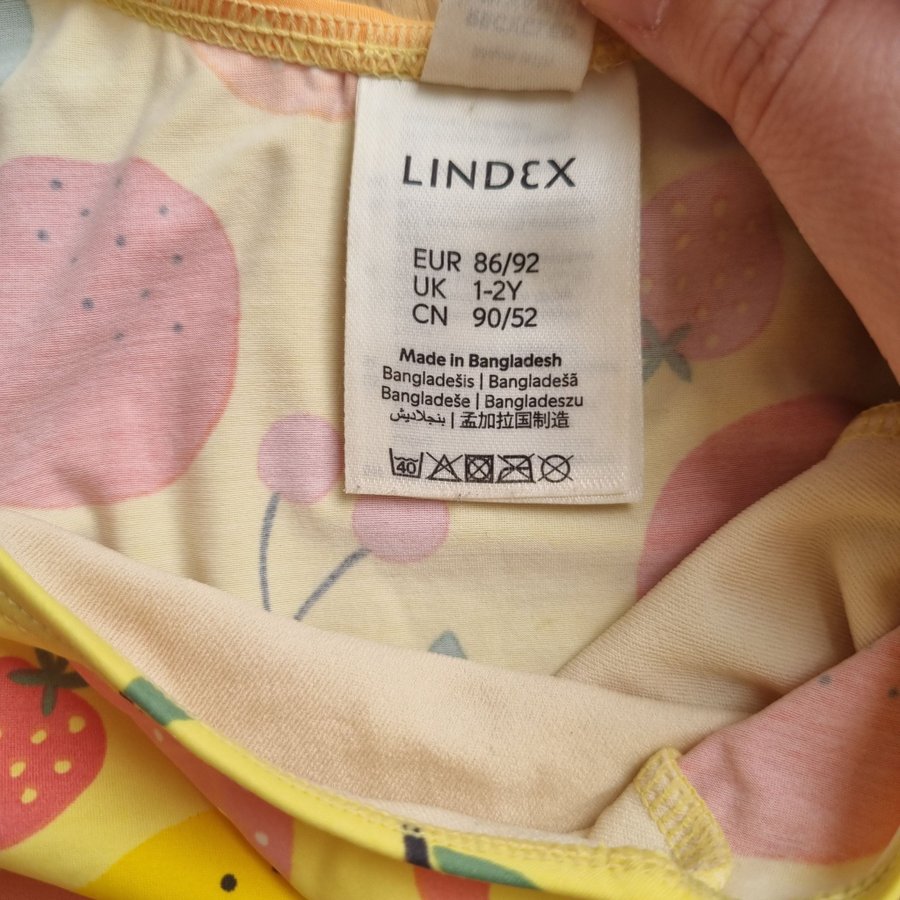 LINDEX
EUR 86/92
UK 1-2Y
CN 90/52
Made in Bangladesh
Bangladešis | Bangladešā
Bangladeše | Bangladeszu
بنجلاديش | 孟加拉国制造
40